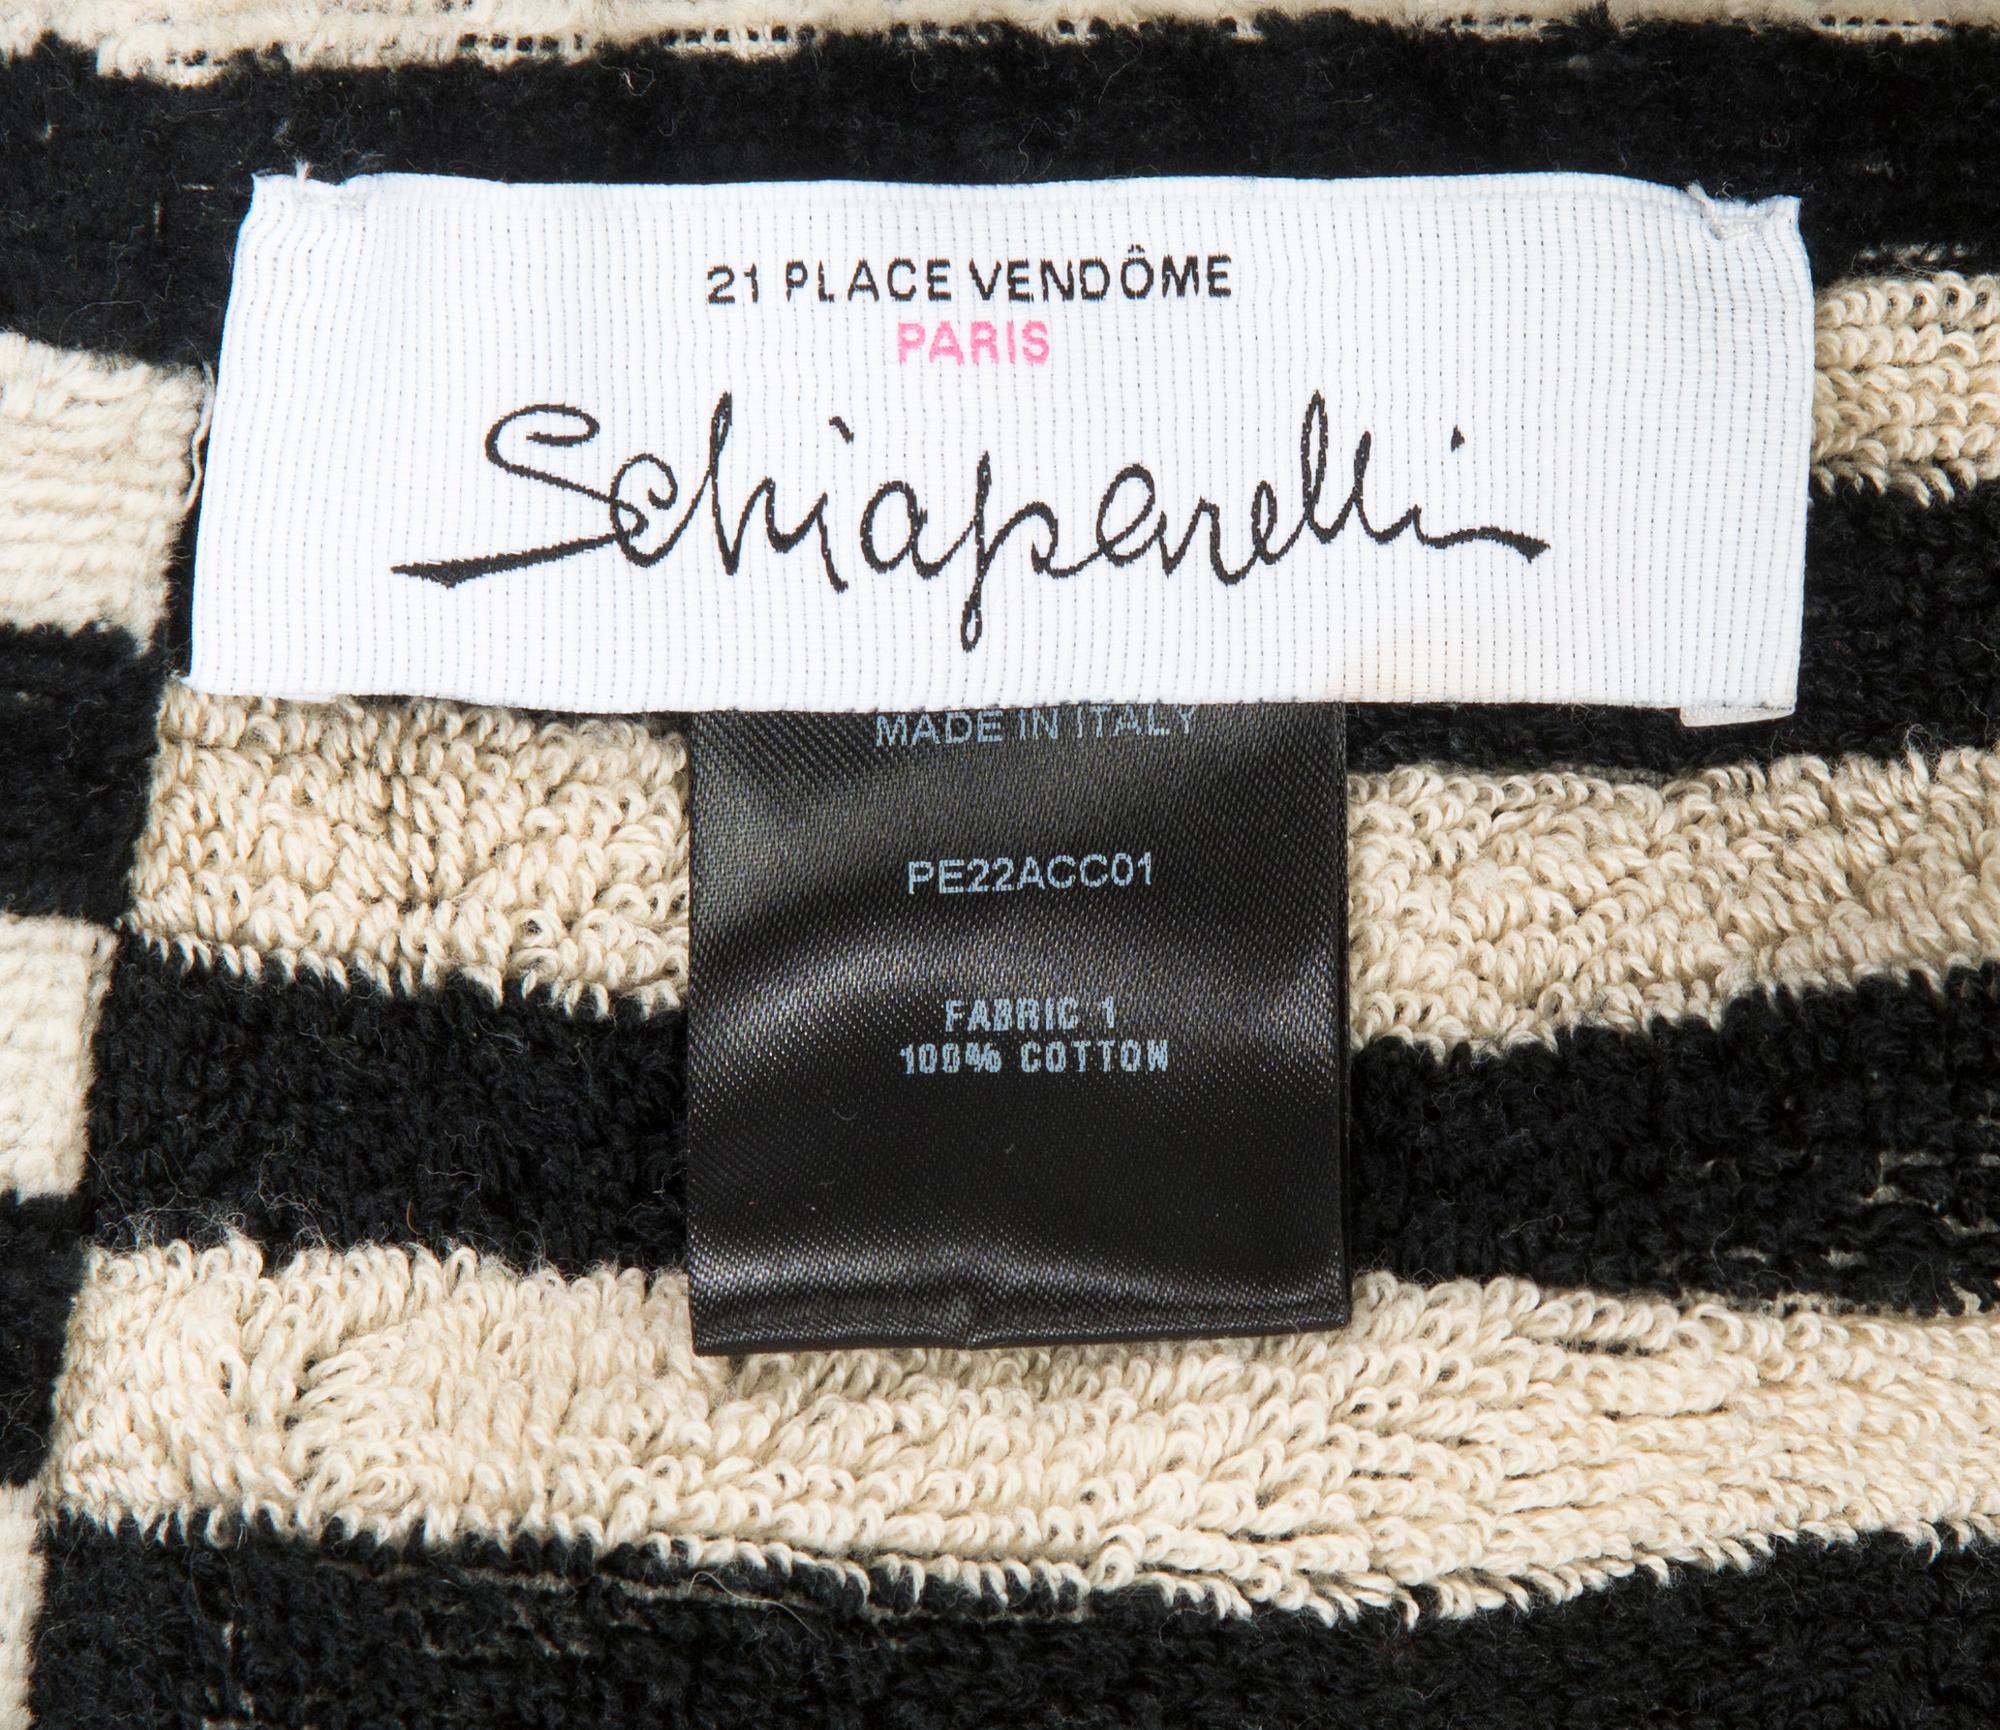 21 PLACE VENDÔME
PARIS
Schiaparelli
MADE IN ITALY
PE22ACC01
FABRIC 1
100% COTTON